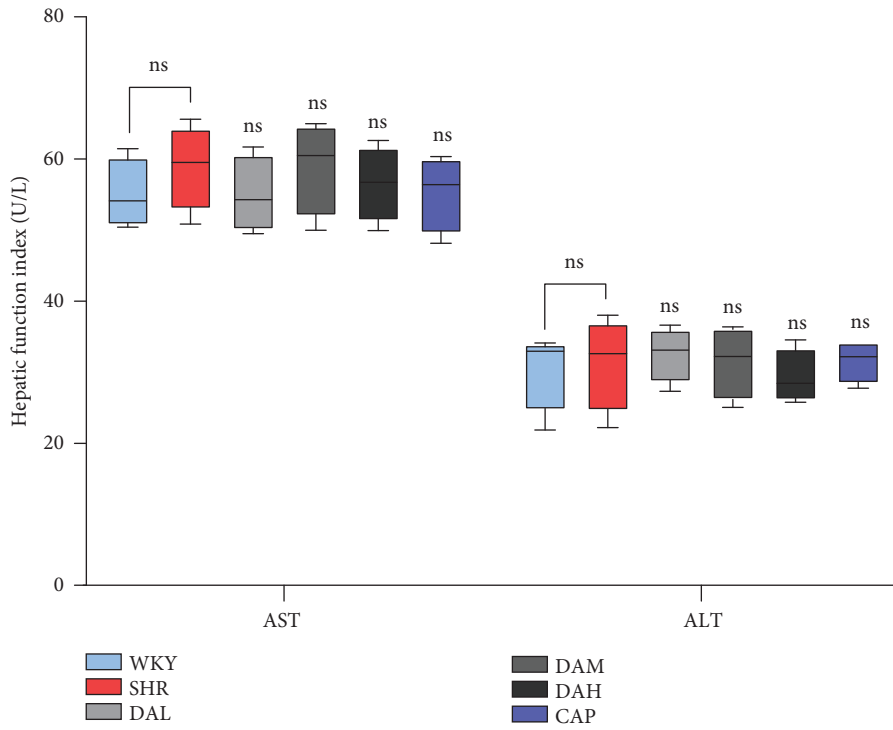 Hepatic function index (U/L)
80
60
40
20
0
ns
ns
ns
ns
ns
ns
ns
ns
ns
ns
AST
ALT
WKY
SHR
DAL
DAM
DAH
CAP